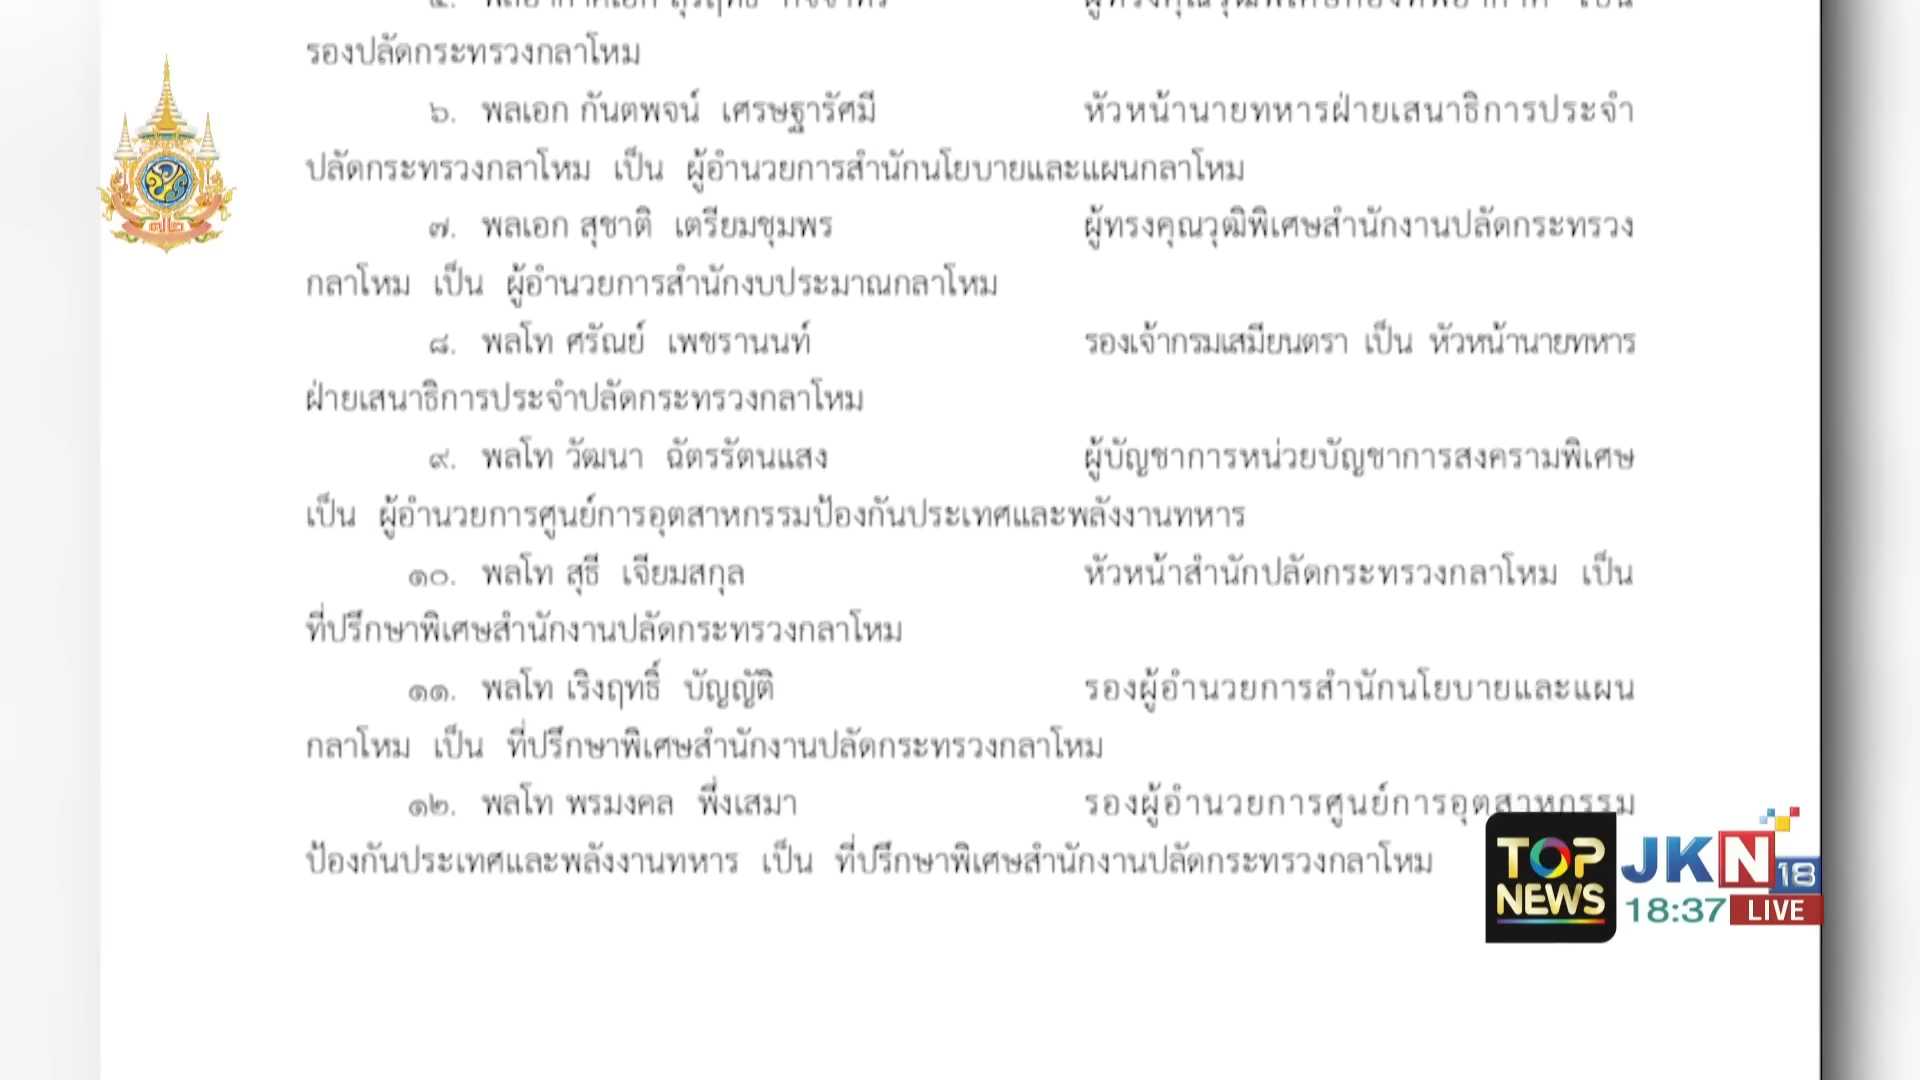 รองปลัดกระทรวงกลาโหม
๖. พลเอก กันตพจน์ เศรษฐารัศมี หัวหน้านายทหารฝ่ายเสนาธิการประจำ
ปลัดกระทรวงกลาโหม เป็น ผู้อำนวยการสำนักนโยบายและแผนกลาโหม
๗. พลเอก สุชาติ เตรียมชุมพร ผู้ทรงคุณวุฒิพิเศษสำนักงานปลัดกระทรวง
กลาโหม เป็น ผู้อำนวยการสำนักงบประมาณกลาโหม
๘. พลโท ศรัณย์ เพชรานนท์ รองเจ้ากรมเสมียนตรา เป็น หัวหน้านายทหาร
ฝ่ายเสนาธิการประจำปลัดกระทรวงกลาโหม
๙. พลโท วัฒนา ฉัตรรัตนแสง ผู้บัญชาการหน่วยบัญชาการสงครามพิเศษ
เป็น ผู้อำนวยการศูนย์การอุตสาหกรรมป้องกันประเทศและพลังงานทหาร
๑๐. พลโท สุธี เจียมสกุล หัวหน้าสำนักปลัดกระทรวงกลาโหม เป็น
ที่ปรึกษาพิเศษสำนักงานปลัดกระทรวงกลาโหม
๑๑. พลโท เริงฤทธิ์ บัญญัติ รองผู้อำนวยการสำนักนโยบายและแผน
กลาโหม เป็น ที่ปรึกษาพิเศษสำนักงานปลัดกระทรวงกลาโหม
๑๒. พลโท พรมงคล พึ่งเสมา รองผู้อำนวยการศูนย์การอุตสาหกรรม
ป้องกันประเทศและพลังงานทหาร เป็น ที่ปรึกษาพิเศษสำนักงานปลัดกระทรวงกลาโหม
TOP NEWS
JKN 18
18:37 LIVE
๗๒